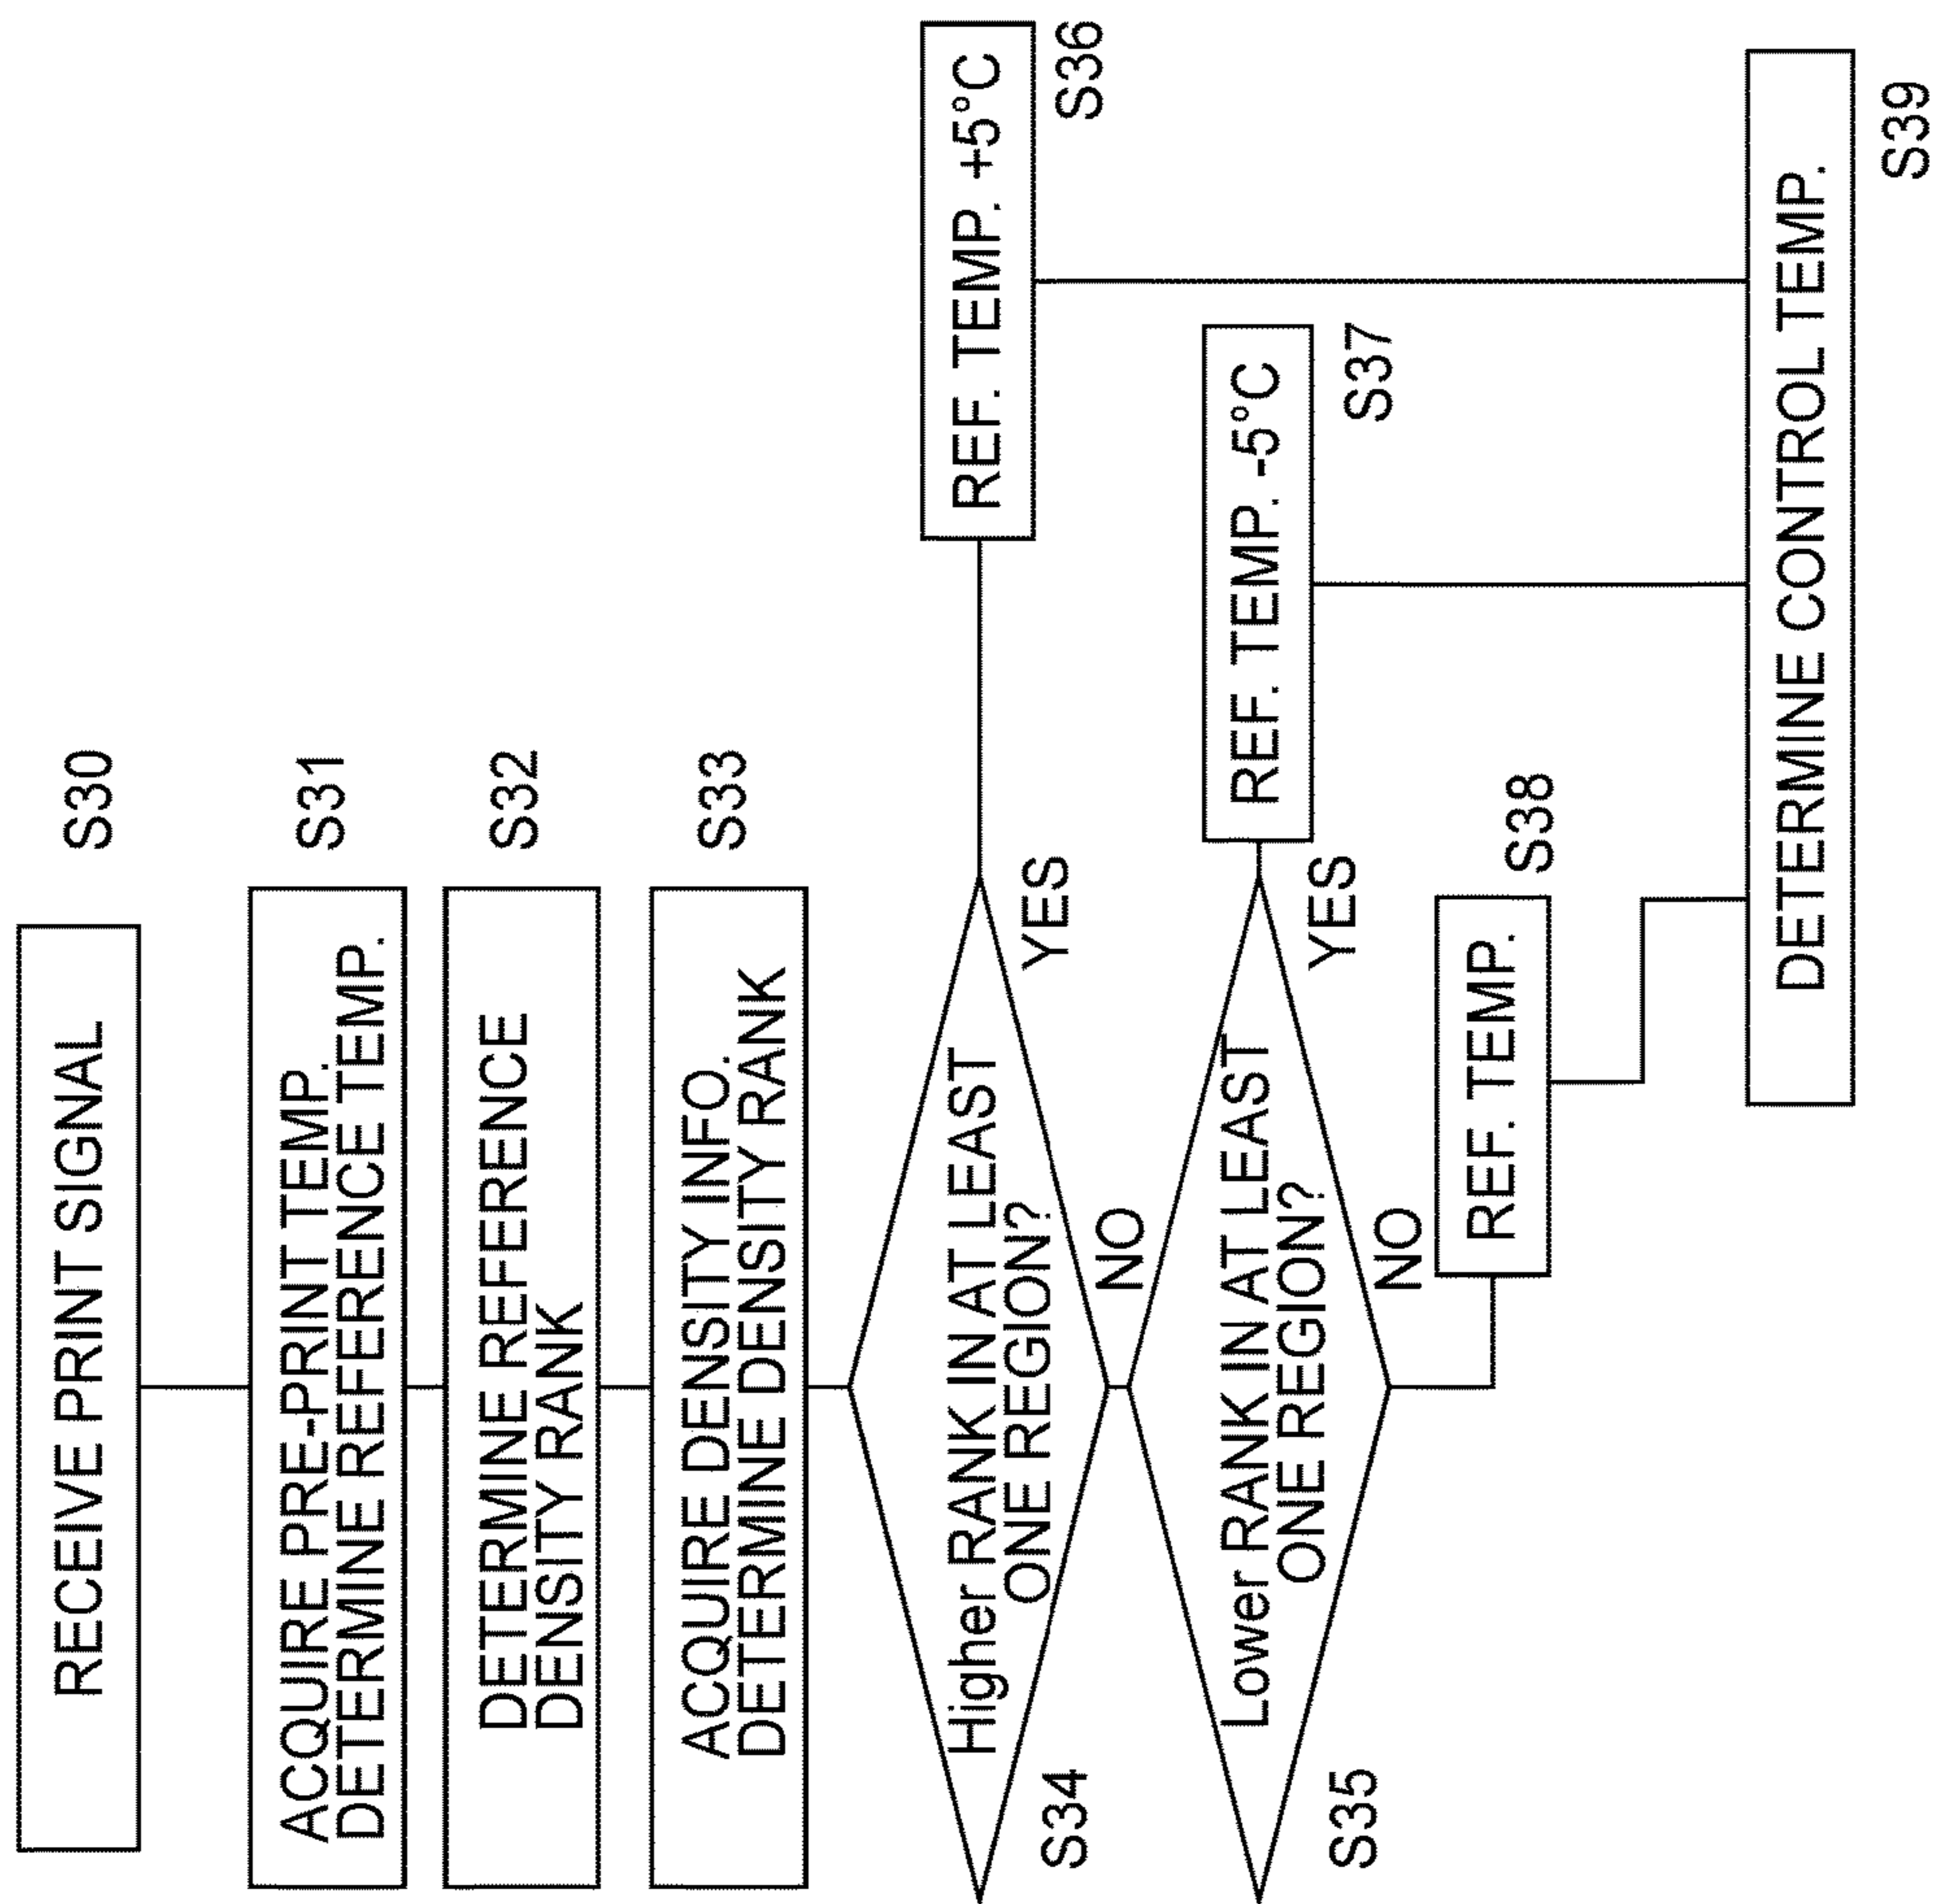 RECEIVE PRINT SIGNAL
S30
ACQUIRE PRE-PRINT TEMP.
DETERMINE REFERENCE TEMP.
S31
DETERMINE REFERENCE
DENSITY RANK
S32
ACQUIRE DENSITY INFO.
DETERMINE DENSITY RANK
S33
Higher RANK IN AT LEAST
ONE REGION?
S34
YES
REF. TEMP. +5°C
S36
NO
Lower RANK IN AT LEAST
ONE REGION?
S35
YES
REF. TEMP. -5°C
S37
NO
REF. TEMP.
S38
DETERMINE CONTROL TEMP.
S39